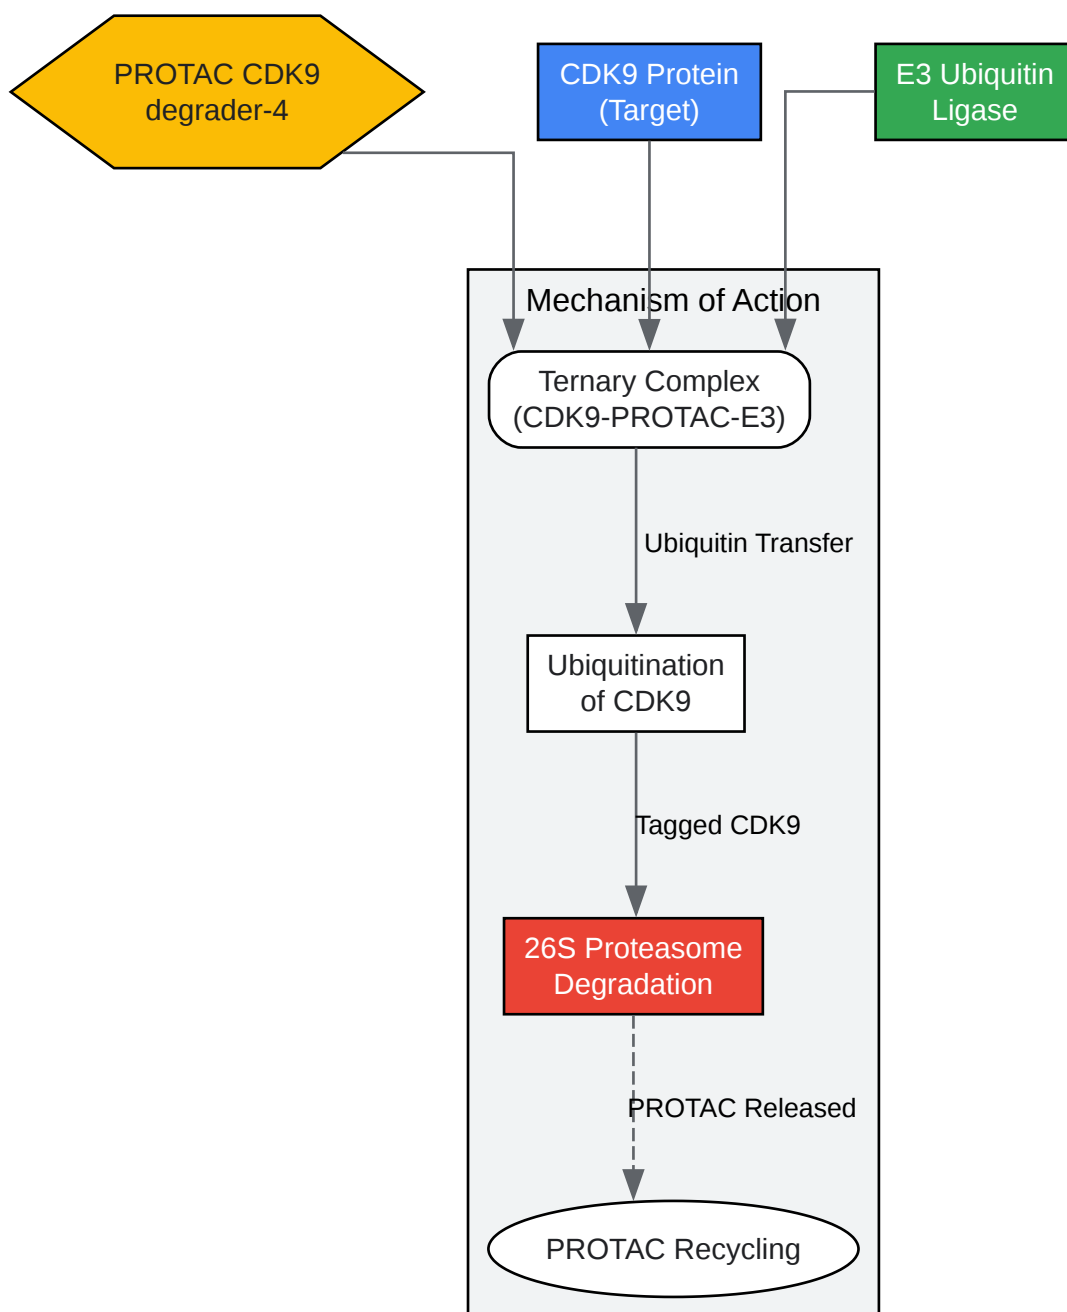 PROTAC CDK9
degrader-4
CDK9 Protein
(Target)
E3 Ubiquitin
Ligase
Mechanism of Action
Ternary Complex
(CDK9-PROTAC-E3)
Ubiquitin Transfer
Ubiquitination
of CDK9
Tagged CDK9
26S Proteasome
Degradation
PROTAC Released
PROTAC Recycling